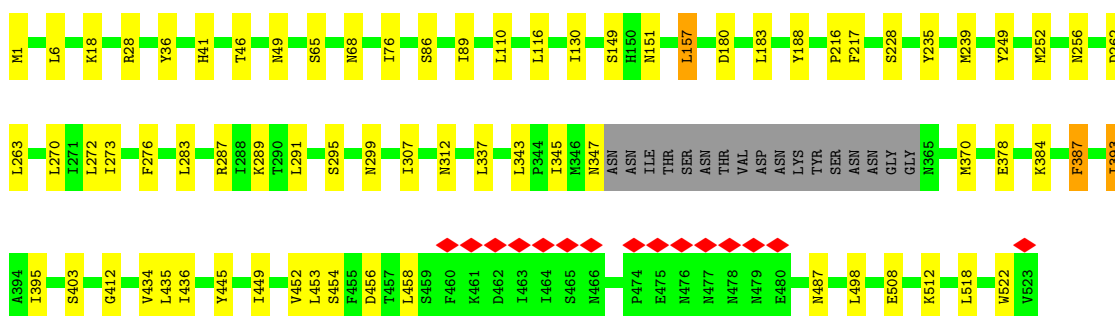 M1 L6 K18 R28 Y36 H41 T46 N49 S65 N68 I76 S86 I89 L110 L116 I130 S149 H150 N151 L157 D180 L183 Y188 P216 F217 S228 Y235 M239 Y249 M252 N256
L263 L270 I271 L272 I273 F276 L283 R287 I288 K289 T290 L291 S295 N299 I307 N312 L337 L343 P344 I345 M346 N347 ASN ASN ILE THR SER ASN THR VAL ASP ASN LYS TYR SER ASN ASN GLY GLY N365 M370 E378 K384 F387
A394 I395 S403 G412 V434 L435 I436 Y445 I449 V452 L453 S454 F455 D456 T457 L458 S459 F460 K461 D462 I463 I464 S465 N466 P474 E475 N476 N477 N478 N479 E480 N487 L498 E508 K512 L518 W522 V523